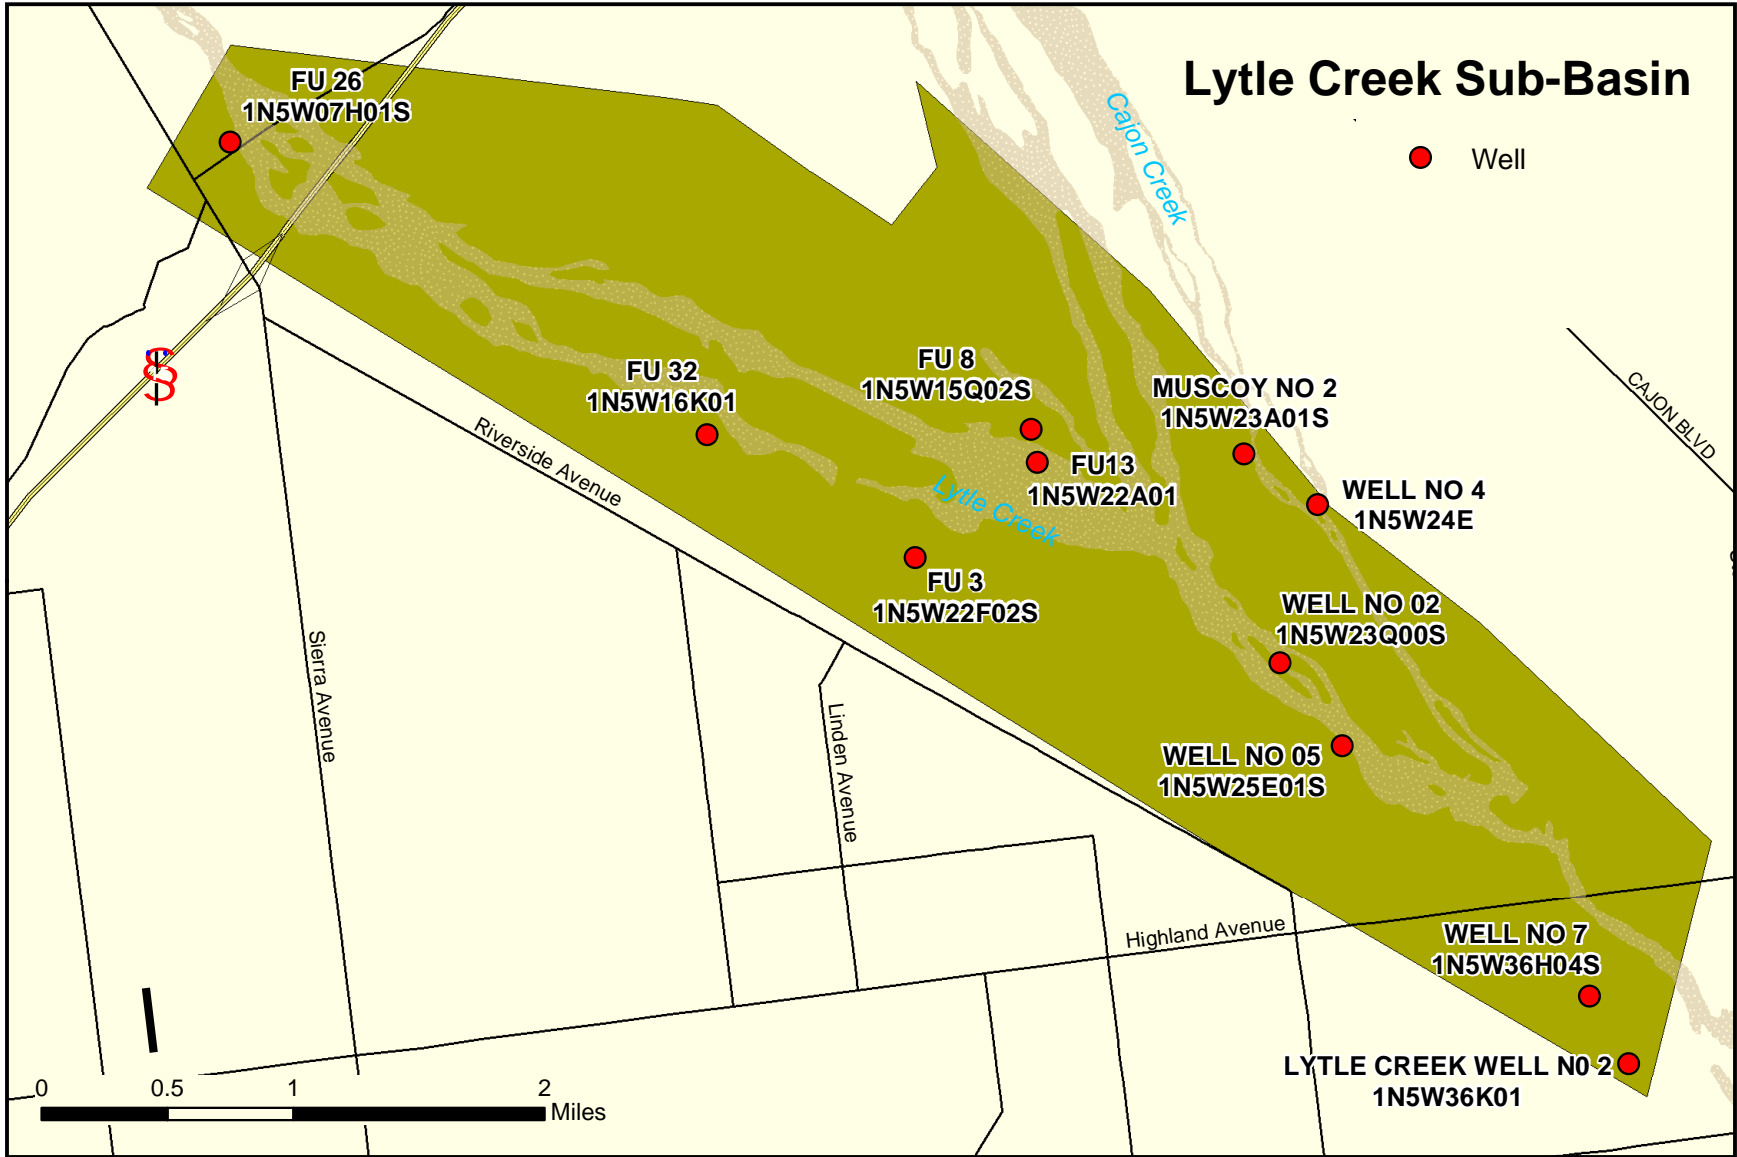 Lytle Creek Sub-Basin
Well
FU 26
1N5W07H01S
Cajon Creek
FU 32
1N5W16K01
FU 8
1N5W15Q02S
MUSCOY NO 2
1N5W23A01S
CAJON BLVD
Riverside Avenue
FU13
1N5W22A01
Lytle Creek
WELL NO 4
1N5W24E
FU 3
1N5W22F02S
WELL NO 02
1N5W23Q00S
Sierra Avenue
Linden Avenue
WELL NO 05
1N5W25E01S
Highland Avenue
WELL NO 7
1N5W36H04S
LYTLE CREEK WELL N0 2
1N5W36K01
0 0.5 1 2
Miles